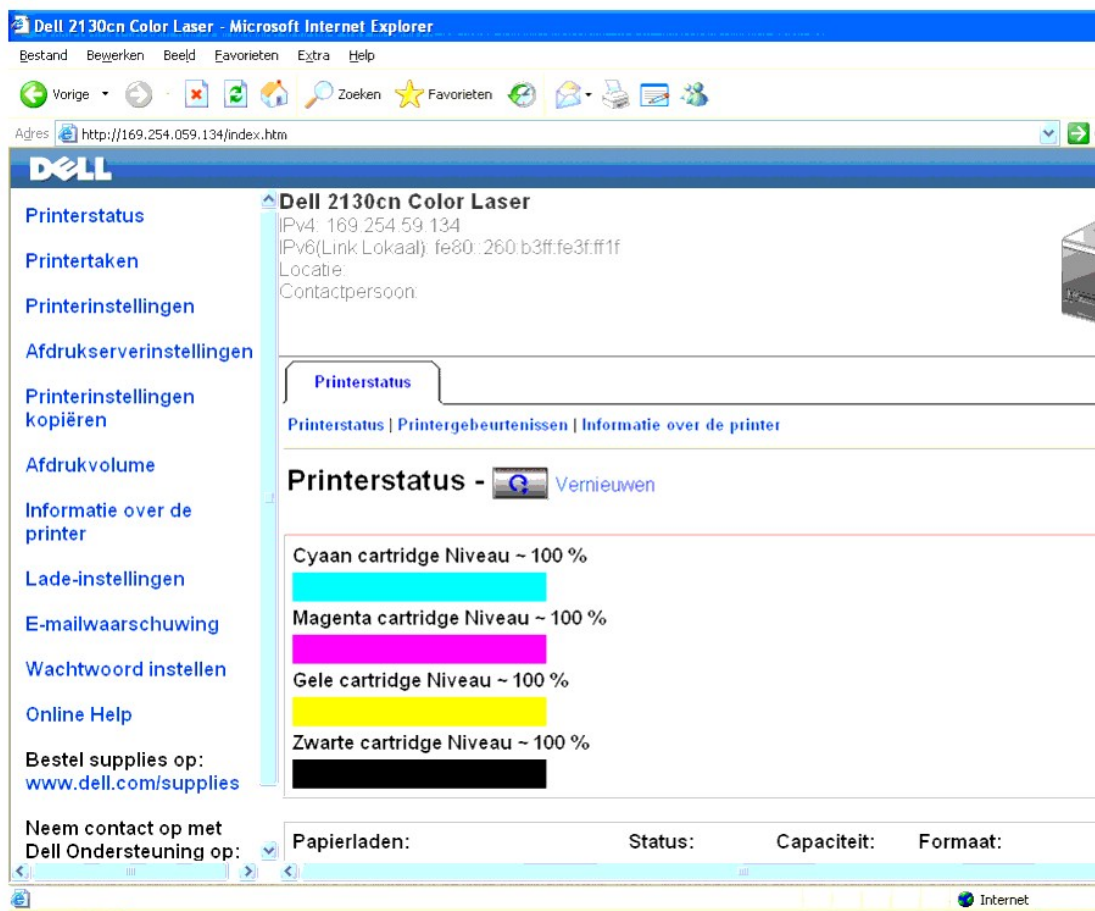 Dell 2130cn Color Laser - Microsoft Internet Explorer
Bestand Bewerken Beeld Favorieten Extra Help
Vorige Zoeken Favorieten
Adres http://169.254.059.134/index.htm
DELL
Printerstatus
Printertaken
Printerinstellingen
Afdrukserverinstellingen
Printerinstellingen
kopiëren
Afdrukvolume
Informatie over de
printer
Lade-instellingen
E-mailwaarschuwing
Wachtwoord instellen
Online Help
Bestel supplies op:
www.dell.com/supplies
Neem contact op met
Dell Ondersteuning op:
Dell 2130cn Color Laser
IPv4: 169.254.59.134
IPv6(Link Lokaal): fe80::260:b3ff:fe3f:ff1f
Locatie:
Contactpersoon:
Printerstatus
Printerstatus | Printergebeurtenissen | Informatie over de printer
Printerstatus - Vernieuwen
Cyaan cartridge Niveau ~ 100 %
Magenta cartridge Niveau ~ 100 %
Gele cartridge Niveau ~ 100 %
Zwarte cartridge Niveau ~ 100 %
Papierladen: Status: Capaciteit: Formaat:
Internet